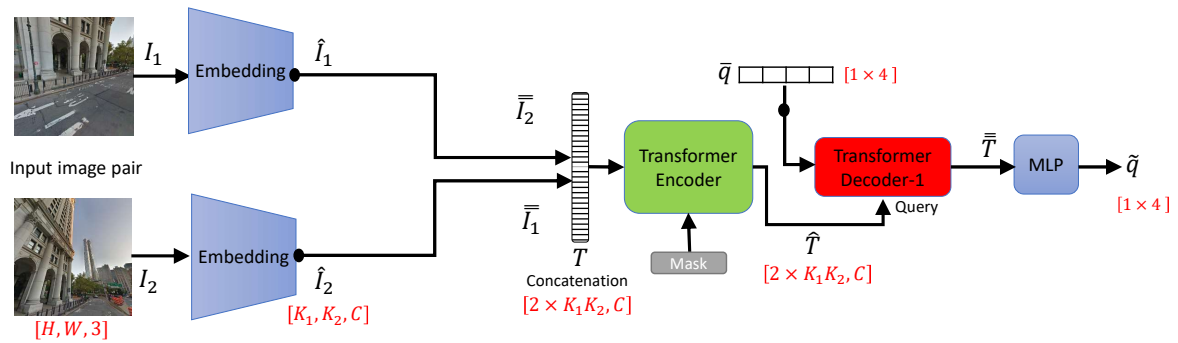 I₁
Embedding
Î₁
Input image pair
I₂
[H, W, 3]
Embedding
Î₂
[K₁, K₂, C]
I̿₂
I̿₁
T
Concatenation
[2 × K₁K₂, C]
Transformer
Encoder
Mask
T̂
[2 × K₁K₂, C]
q̄
[1 × 4 ]
Transformer
Decoder-1
Query
T̿̄
MLP
q̃
[1 × 4 ]